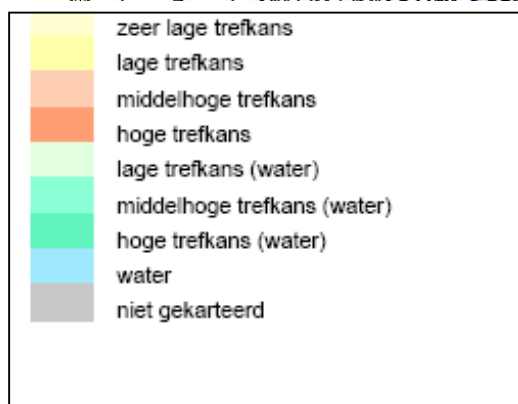 zeer lage trefkans
lage trefkans
middelhoge trefkans
hoge trefkans
lage trefkans (water)
middelhoge trefkans (water)
hoge trefkans (water)
water
niet gekarteerd